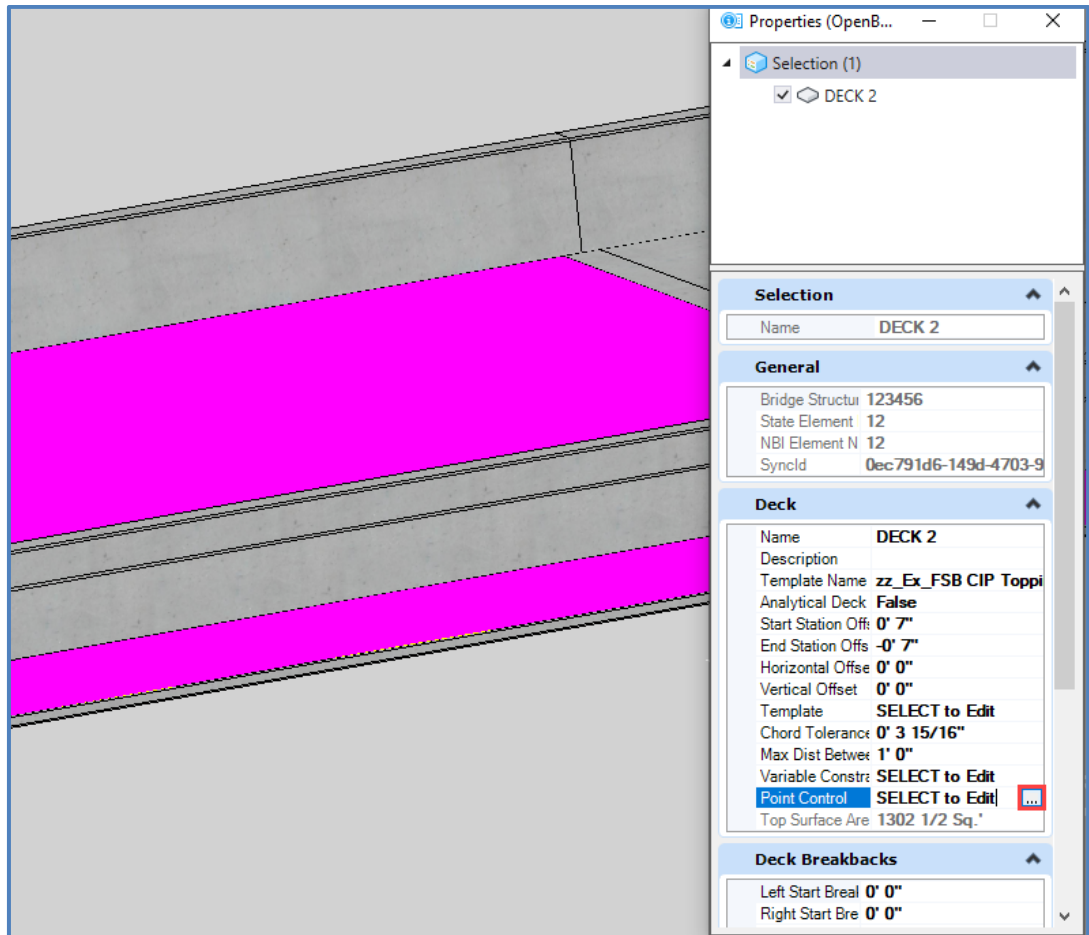 Properties (OpenB...
Selection (1)
DECK 2
Selection
Name DECK 2
General
Bridge Structur 123456
State Element 12
NBI Element N 12
SyncId 0ec791d6-149d-4703-9
Deck
Name DECK 2
Description
Template Name zz_Ex_FSB CIP Toppi
Analytical Deck False
Start Station Offs 0' 7"
End Station Offs -0' 7"
Horizontal Offse 0' 0"
Vertical Offset 0' 0"
Template SELECT to Edit
Chord Tolerance 0' 3 15/16"
Max Dist Betwee 1' 0"
Variable Constra SELECT to Edit
Point Control SELECT to Edit ...
Top Surface Are 1302 1/2 Sq.'
Deck Breakbacks
Left Start Breal 0' 0"
Right Start Bre 0' 0"